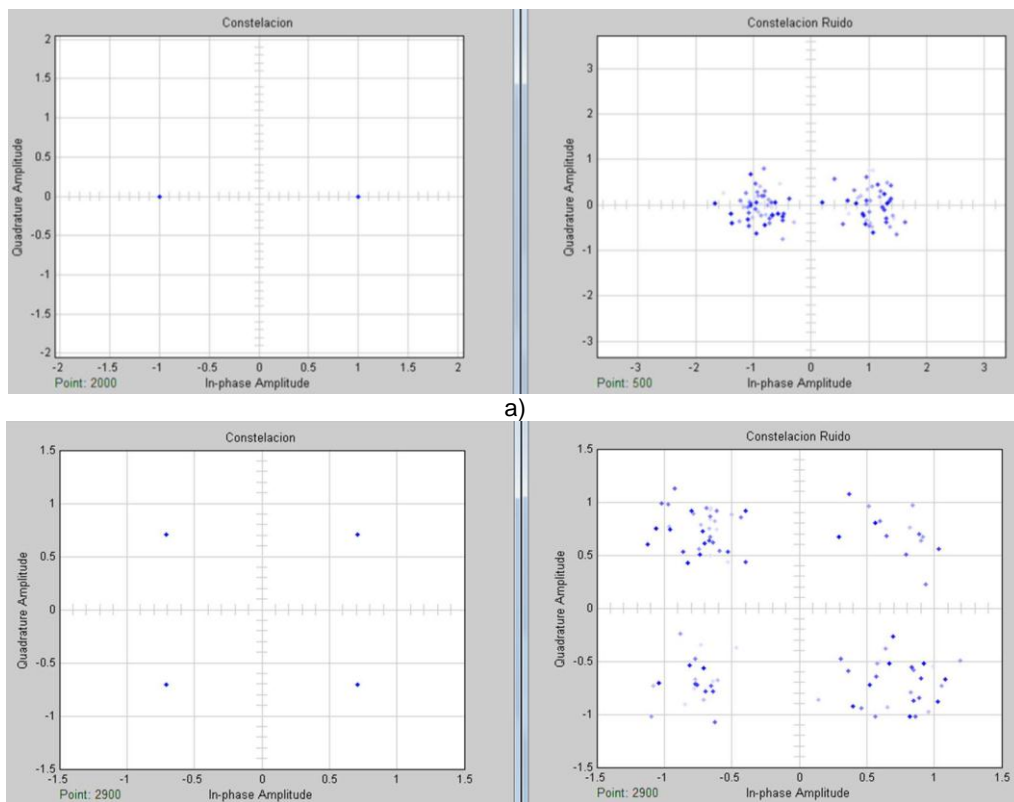 Constelacion
2
1.5
1
0.5
0
-0.5
-1
-1.5
-2
Quadrature Amplitude
-2 -1.5 -1 -0.5 0 0.5 1 1.5 2
Point: 2000 In-phase Amplitude
Constelacion Ruido
3
2
1
0
-1
-2
-3
Quadrature Amplitude
-3 -2 -1 0 1 2 3
Point: 500 In-phase Amplitude
a)
Constelacion
1.5
1
0.5
0
-0.5
-1
-1.5
Quadrature Amplitude
-1.5 -1 -0.5 0 0.5 1 1.5
Point: 2900 In-phase Amplitude
Constelacion Ruido
1.5
1
0.5
0
-0.5
-1
-1.5
Quadrature Amplitude
-1.5 -1 -0.5 0 0.5 1 1.5
Point: 2900 In-phase Amplitude